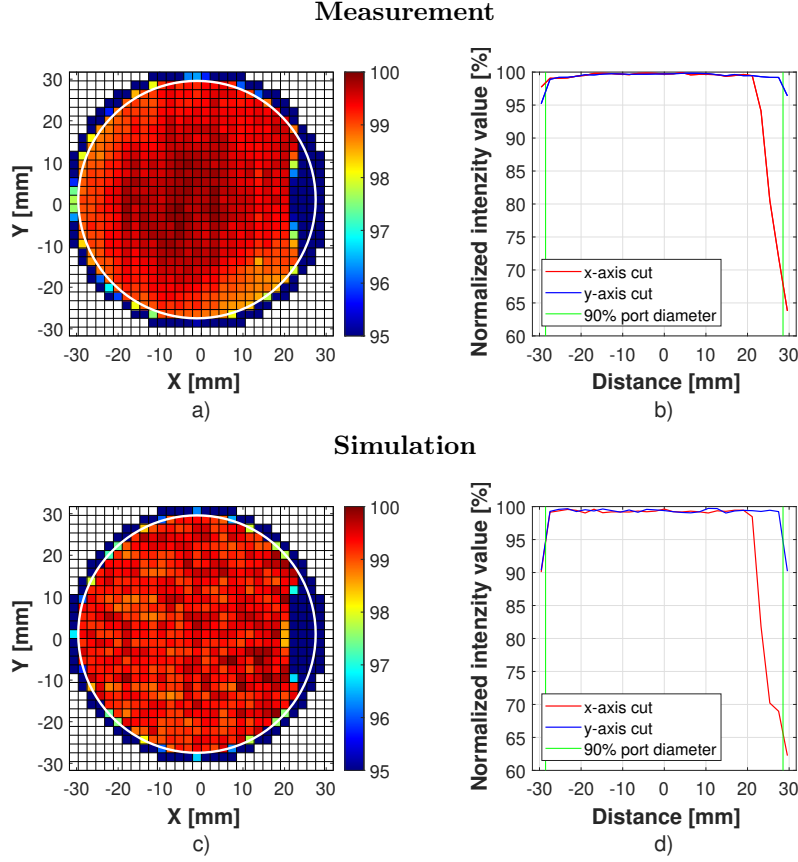 Measurement
Y [mm]
30
20
10
0
-10
-20
-30
-30 -20 -10 0 10 20 30
X [mm]
a)
100
99
98
97
96
95
Normalized intenzity value [%]
100
95
90
85
80
75
70
65
60
x-axis cut
y-axis cut
90% port diameter
-30 -20 -10 0 10 20 30
Distance [mm]
b)
Simulation
Y [mm]
30
20
10
0
-10
-20
-30
-30 -20 -10 0 10 20 30
X [mm]
c)
100
99
98
97
96
95
Normalized intenzity value [%]
100
95
90
85
80
75
70
65
60
x-axis cut
y-axis cut
90% port diameter
-30 -20 -10 0 10 20 30
Distance [mm]
d)